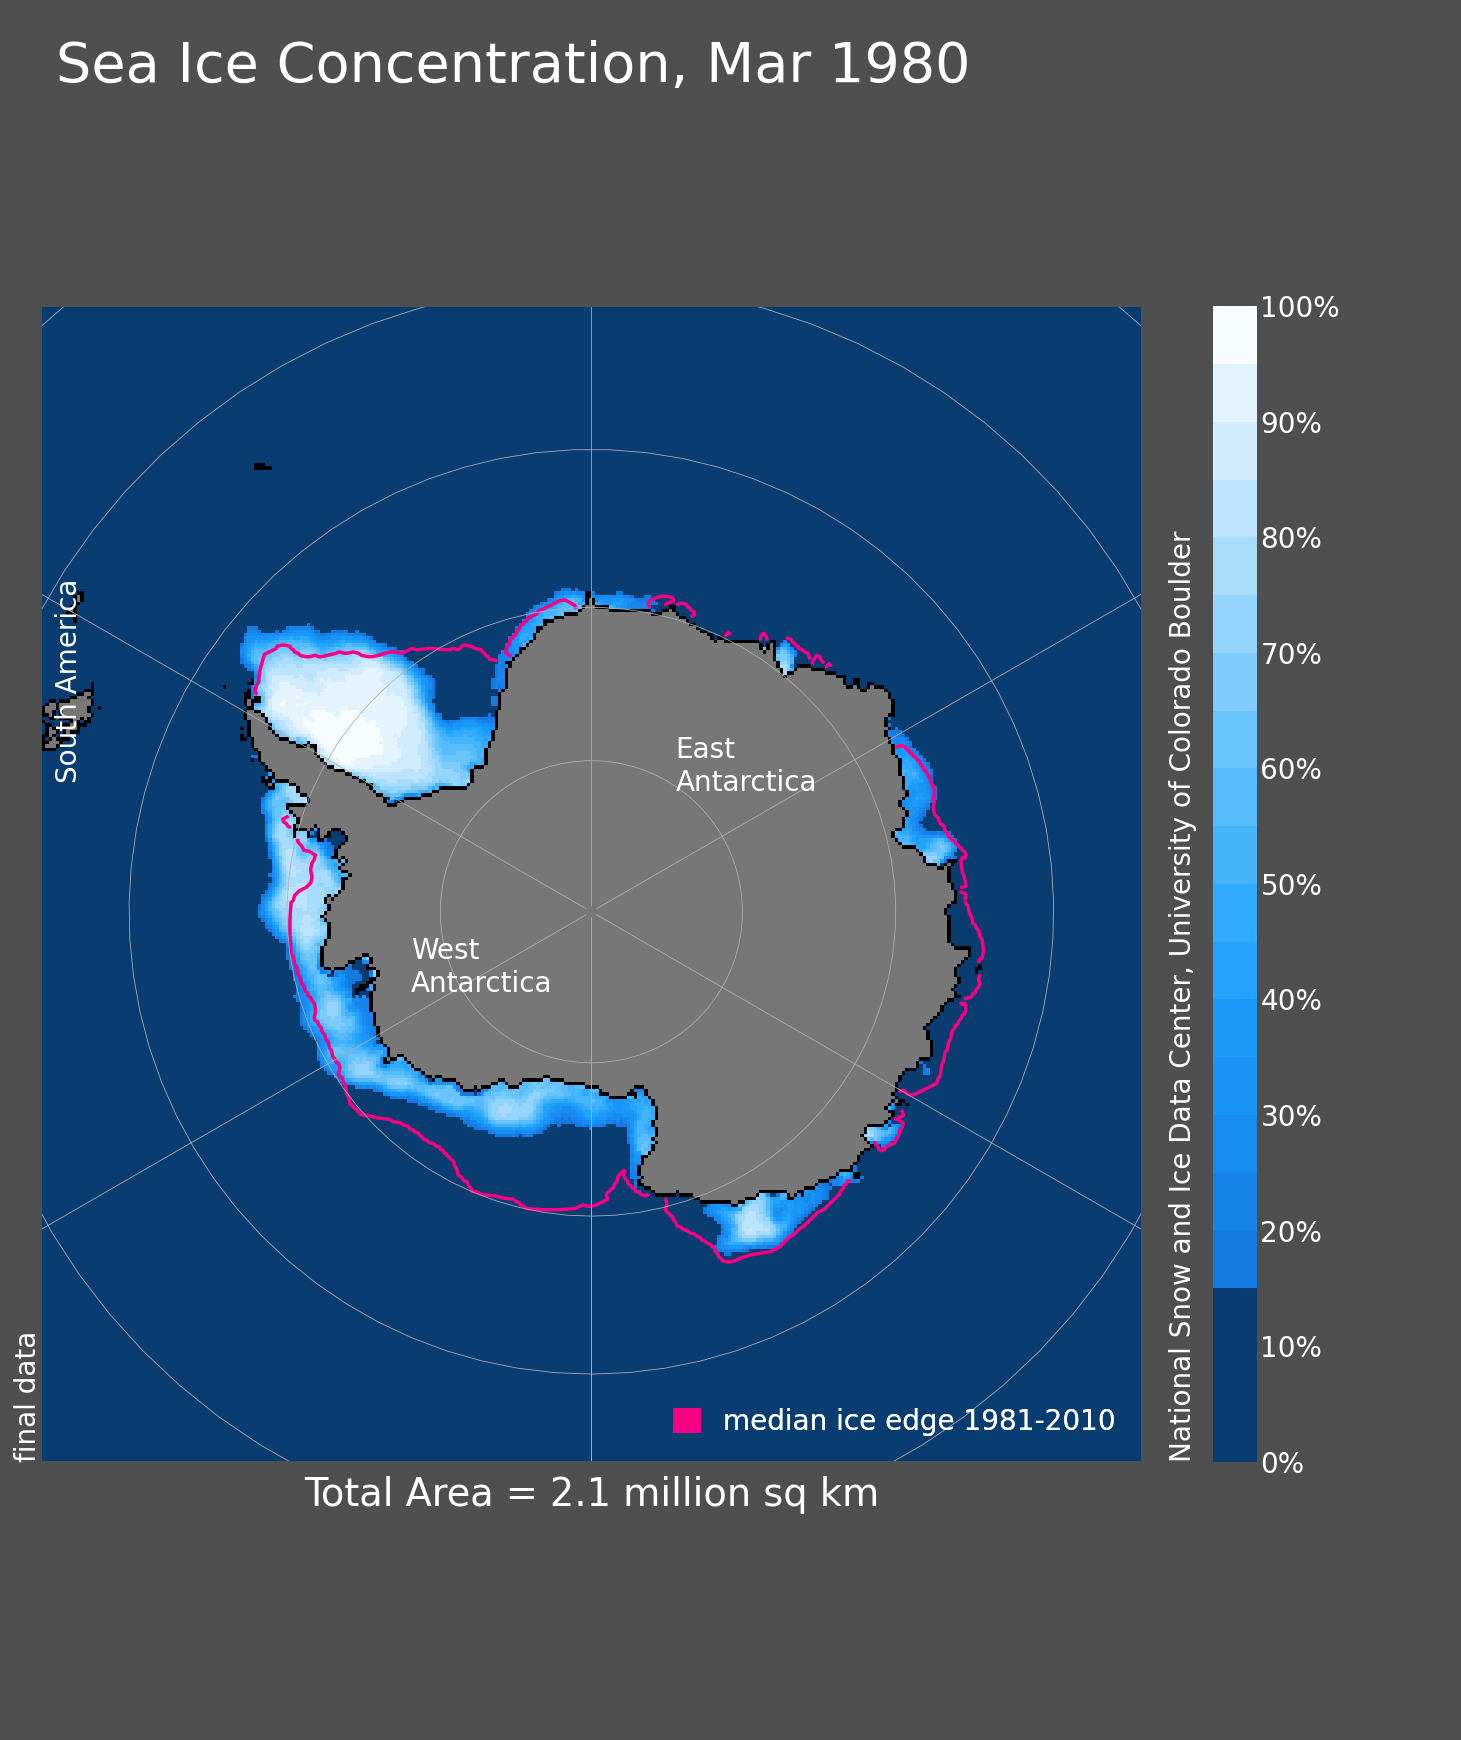 Sea Ice Concentration, Mar 1980
South America
East
Antarctica
West
Antarctica
median ice edge 1981-2010
final data
Total Area = 2.1 million sq km
National Snow and Ice Data Center, University of Colorado Boulder
100%
90%
80%
70%
60%
50%
40%
30%
20%
10%
0%